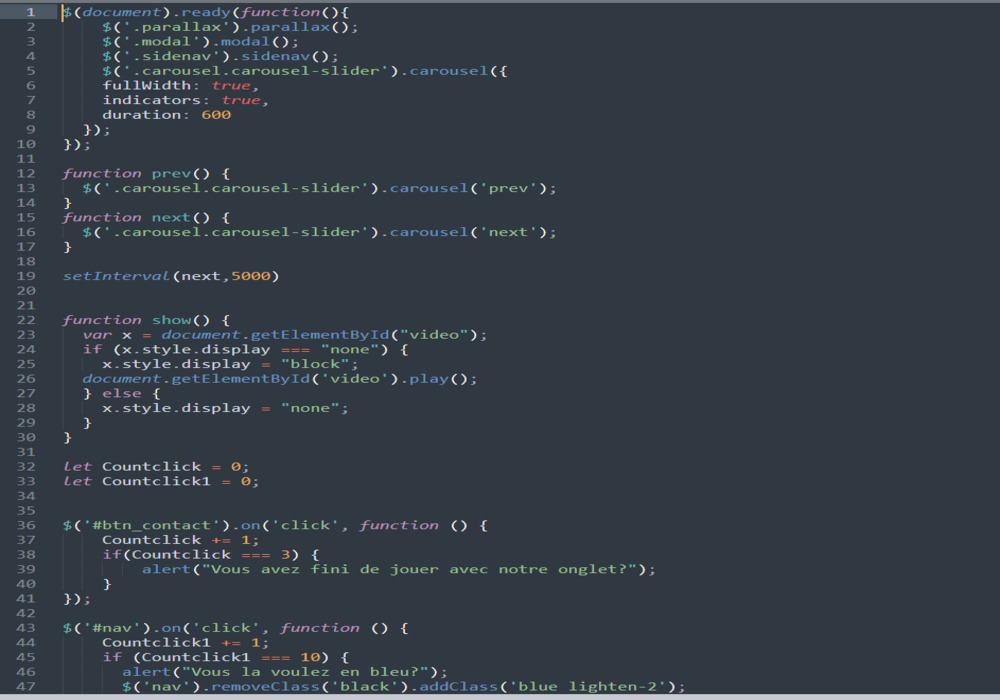 1 $(document).ready(function(){
2 $('.parallax').parallax();
3 $('.modal').modal();
4 $('.sidenav').sidenav();
5 $('.carousel.carousel-slider').carousel({
6 fullWidth: true,
7 indicators: true,
8 duration: 600
9 });
10 });
11
12 function prev() {
13 $('.carousel.carousel-slider').carousel('prev');
14 }
15 function next() {
16 $('.carousel.carousel-slider').carousel('next');
17 }
18
19 setInterval(next,5000)
20
21
22 function show() {
23 var x = document.getElementById("video");
24 if (x.style.display === "none") {
25 x.style.display = "block";
26 document.getElementById('video').play();
27 } else {
28 x.style.display = "none";
29 }
30 }
31
32 let Countclick = 0;
33 let Countclick1 = 0;
34
35
36 $('#btn_contact').on('click', function () {
37 Countclick += 1;
38 if(Countclick === 3) {
39 alert("Vous avez fini de jouer avec notre onglet?");
40 }
41 });
42
43 $('#nav').on('click', function () {
44 Countclick1 += 1;
45 if (Countclick1 === 10) {
46 alert("Vous la voulez en bleu?");
47 $('nav').removeClass('black').addClass('blue lighten-2');